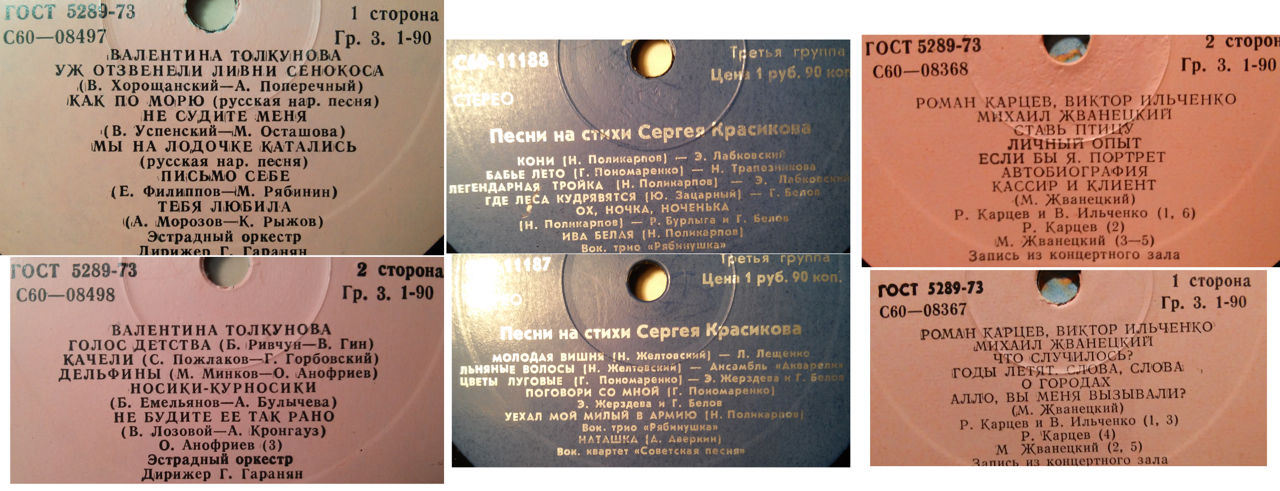 ГОСТ 5289-73
1 сторона
С60—08497
Гр. 3. 1-90
ВАЛЕНТИНА ТОЛКУНОВА
УЖ ОТЗВЕНЕЛИ ЛИВНИ СЕНОКОСА
(В. Хорощанский—А. Поперечный)
КАК ПО МОРЮ (русская нар. песня)
НЕ СУДИТЕ МЕНЯ
(В. Успенский—М. Осташова)
МЫ НА ЛОДОЧКЕ КАТАЛИСЬ
(русская нар. песня)
ПИСЬМО СЕБЕ
(Е. Филиппов—М. Рябинин)
ТЕБЯ ЛЮБИЛА
(А. Морозов—К. Рыжов)
Эстрадный оркестр
Дирижер Г. Гаранян
ГОСТ 5289-73
2 сторона
С60—08498
Гр. 3. 1-90
ВАЛЕНТИНА ТОЛКУНОВА
ГОЛОС ДЕТСТВА (Б. Ривчун—В. Гин)
КАЧЕЛИ (С. Пожлаков—Г. Горбовский)
ДЕЛЬФИНЫ (М. Минков—О. Анофриев)
НОСИКИ-КУРНОСИКИ
(Б. Емельянов—А. Булычева)
НЕ БУДИТЕ ЕЕ ТАК РАНО
(В. Лозовой—А. Кронгауз)
О. Анофриев (3)
Эстрадный оркестр
Дирижер Г. Гаранян
С60-11188
Третья группа
Цена 1 руб. 90 коп
СТЕРЕО
Песни на стихи Сергея Красикова
КОНИ (Н. Поликарпов) — Э. Лабковский
БАБЬЕ ЛЕТО (Г. Пономаренко) — Н. Трапезникова
ЛЕГЕНДАРНАЯ ТРОЙКА (Н. Поликарпов) — Э. Лабковск
ГДЕ ЛЕСА КУДРЯВЯТСЯ (Ю. Зацарный) — Г. Белов
ОХ, НОЧКА, НОЧЕНЬКА
(Н. Поликарпов) — Р. Бурлыга и Г. Белов
ИВА БЕЛАЯ (Н. Поликарпов)
Вок. трио «Рябинушка»
-11187
Третья группа
Цена 1 руб. 90 коп.
Песни на стихи Сергея Красикова
МОЛОДАЯ ВИШНЯ (Н. Желтовский) — Л. Лещенко
ЛЬНЯНЫЕ ВОЛОСЫ (Н. Желтовский) — Ансамбль «Акварели»
ЦВЕТЫ ЛУГОВЫЕ (Г. Пономаренко) — Э. Жерздева и Г. Белов
ПОГОВОРИ СО МНОЙ (Г. Пономаренко)
Э. Жерздева и Г. Белов
УЕХАЛ МОЙ МИЛЫЙ В АРМИЮ (Н. Поликарпов)
Вок. трио «Рябинушка»
НАТАШКА (А. Аверкин)
Вок. квартет «Советская песня»
ГОСТ 5289-73
2 сторон
С60—08368
Гр. 3. 1-90
РОМАН КАРЦЕВ, ВИКТОР ИЛЬЧЕНКО
МИХАИЛ ЖВАНЕЦКИЙ
СТАВЬ ПТИЦУ
ЛИЧНЫЙ ОПЫТ
ЕСЛИ БЫ Я. ПОРТРЕТ
АВТОБИОГРАФИЯ
КАССИР И КЛИЕНТ
(М. Жванецкий)
Р. Карцев и В. Ильченко (1, 6)
Р. Карцев (2)
М. Жванецкий (3—5)
Запись из концертного зала
ГОСТ 5289-73
1 сторона
С60—08367
Гр. 3. 1-90
РОМАН КАРЦЕВ, ВИКТОР ИЛЬЧЕНКО
МИХАИЛ ЖВАНЕЦКИЙ
ЧТО СЛУЧИЛОСЬ?
ГОДЫ ЛЕТЯТ. СЛОВА, СЛОВА
О ГОРОДАХ
АЛЛО, ВЫ МЕНЯ ВЫЗЫВАЛИ?
(М. Жванецкий)
Р. Карцев и В. Ильченко (1, 3)
Р. Карцев (4)
М Жванецкий (2, 5)
Запись из концертного зала